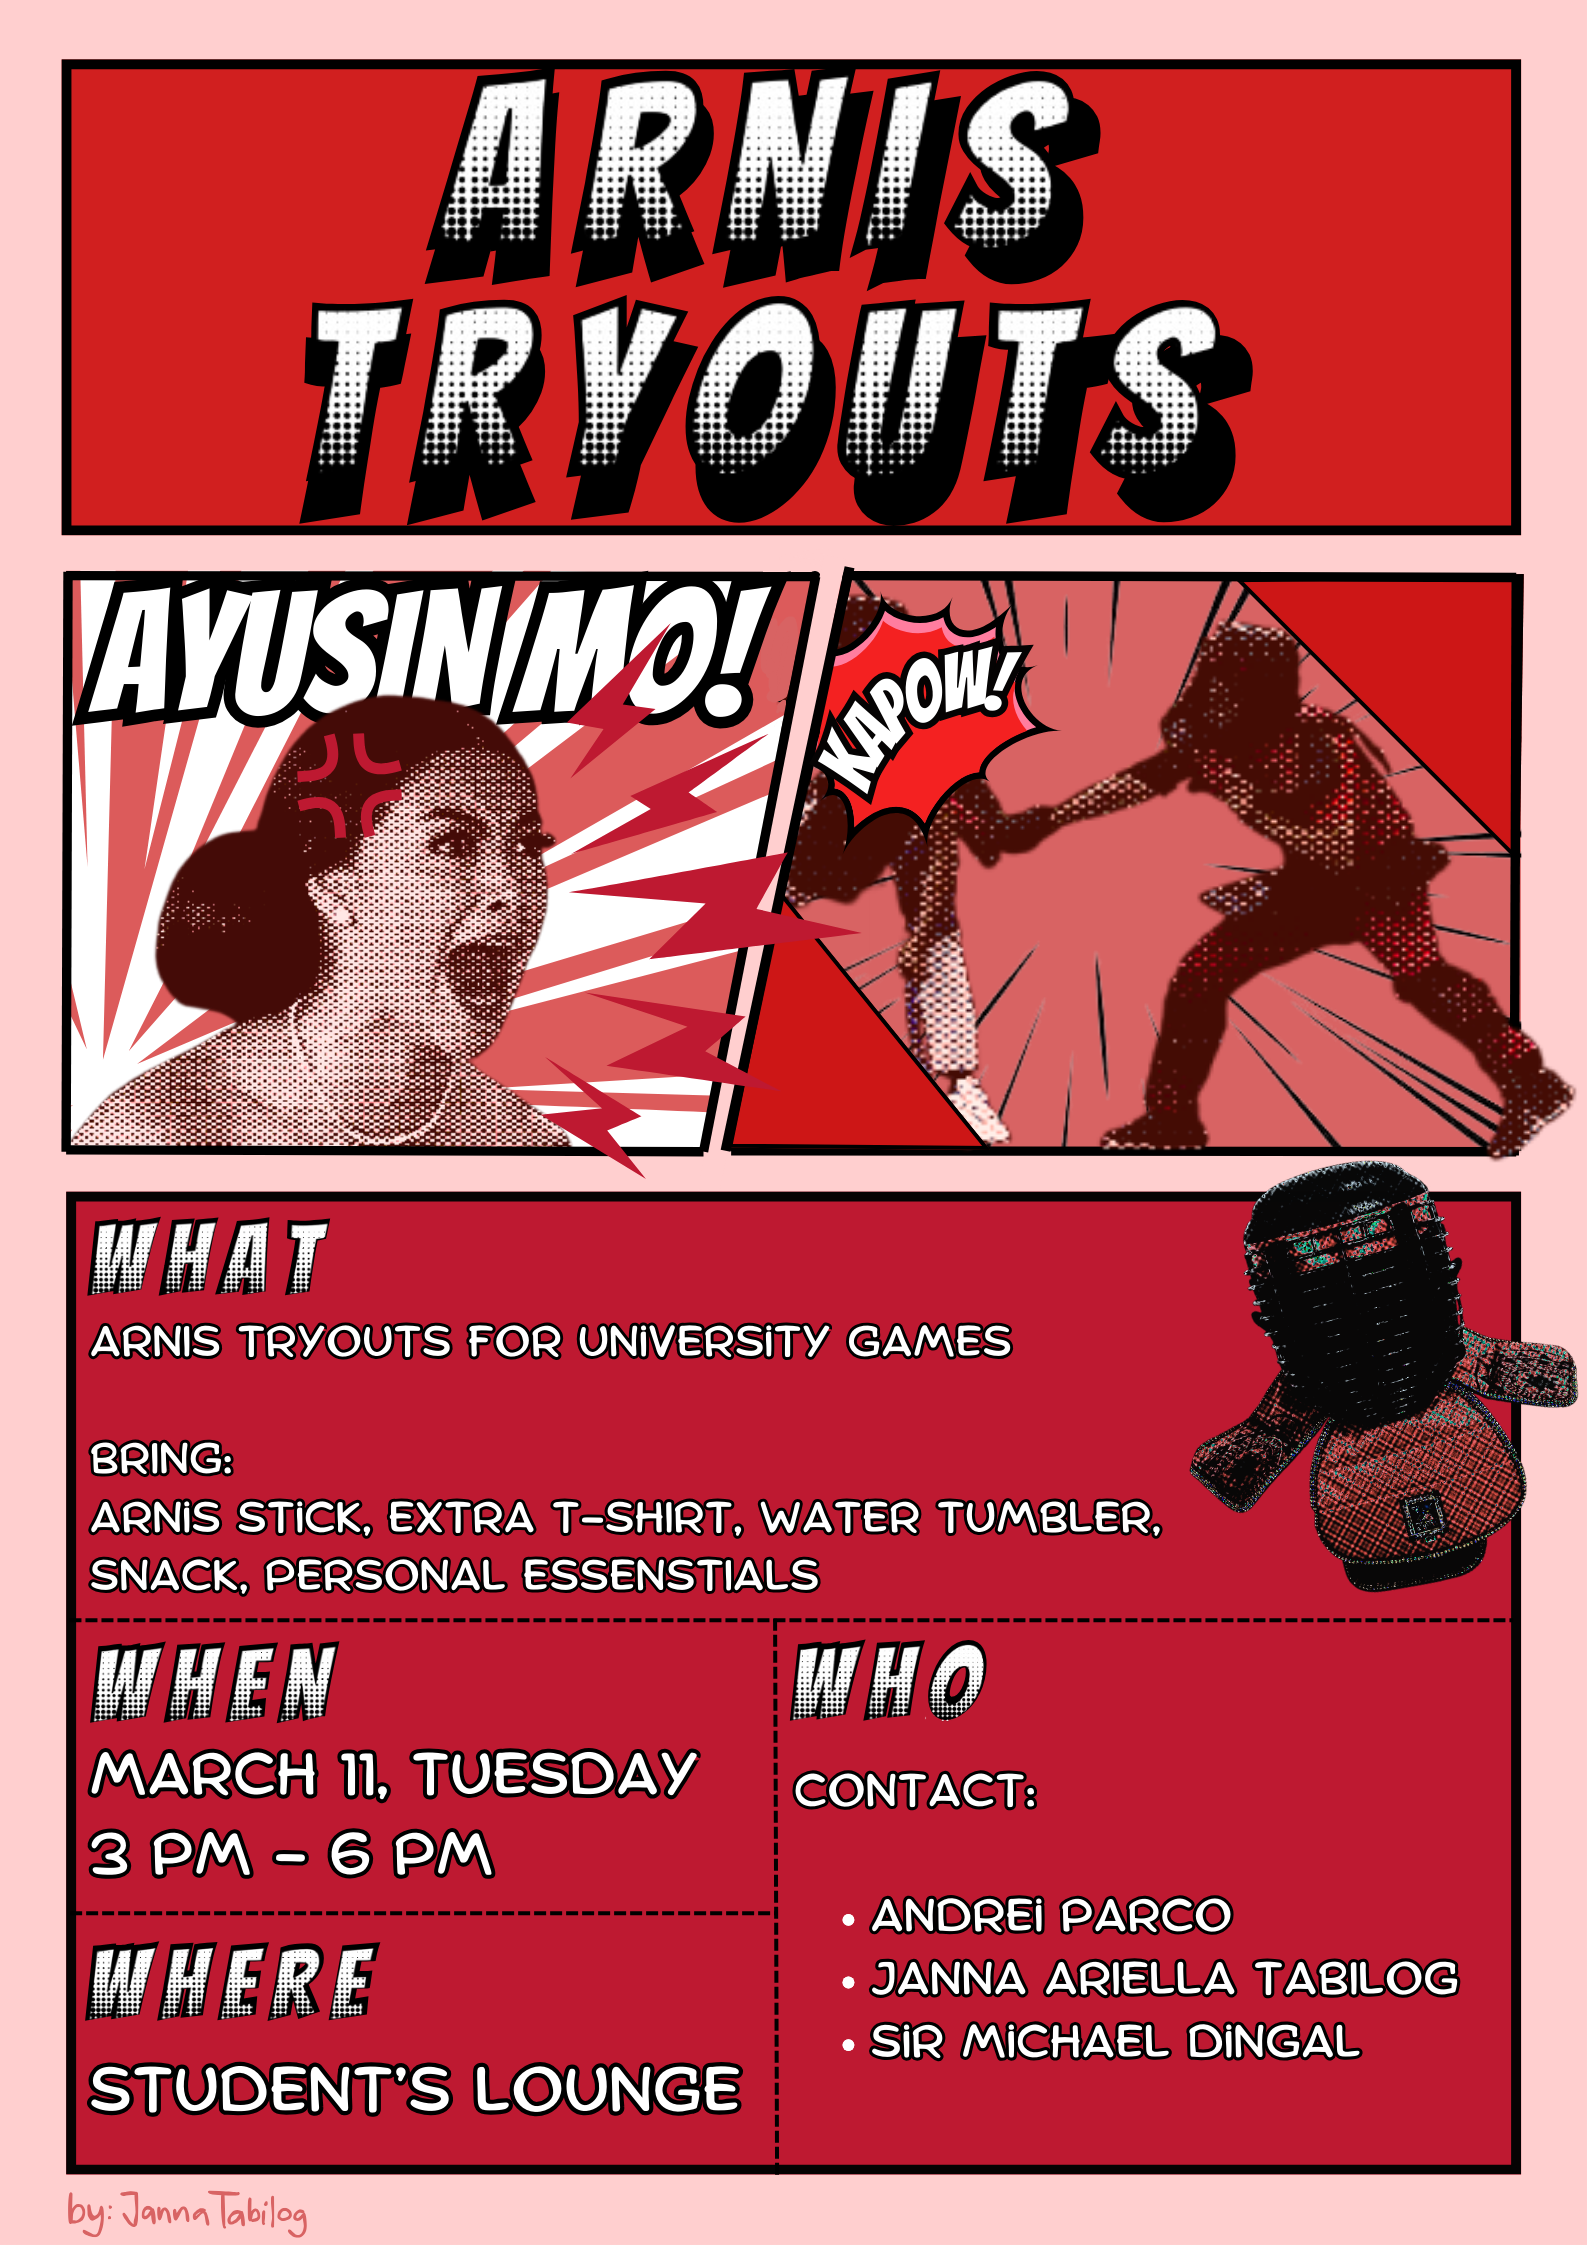 ARNIS
TRYOUTS
AYUSIN MO!
KAPOW!
WHAT
ARNIS TRYOUTS FOR UNIVERSITY GAMES
BRING:
ARNIS STICK, EXTRA T-SHIRT, WATER TUMBLER,
SNACK, PERSONAL ESSENSTIALS
WHEN
MARCH 11, TUESDAY
3 PM - 6 PM
WHERE
STUDENT'S LOUNGE
WHO
CONTACT:
• ANDREI PARCO
• JANNA ARIELLA TABILOG
• SIR MICHAEL DINGAL
by: Janna Tabilog